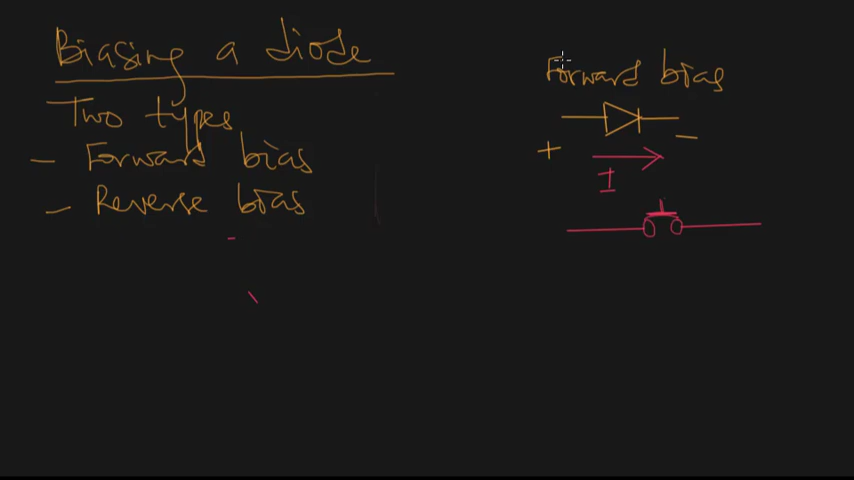 Biasing a diode
Two types
- Forward bias
- Reverse bias
Forward bias
+ -
I